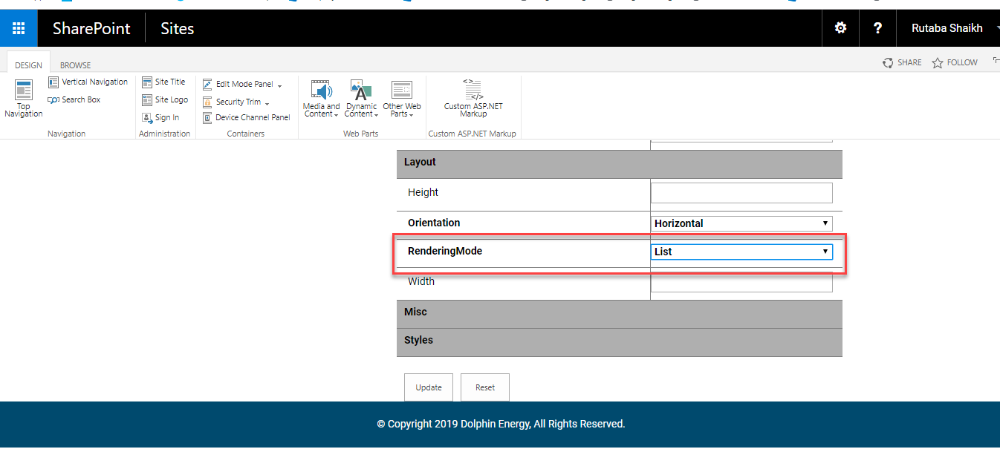 SharePoint Sites ? Rutaba Shaikh
DESIGN BROWSE SHARE FOLLOW
Top
Navigation
Vertical Navigation
Search Box
Navigation
Site Title
Site Logo
Sign In
Administration
Edit Mode Panel
Security Trim
Device Channel Panel
Containers
Media and
Content
Dynamic
Content
Other Web
Parts
Web Parts
Custom ASP.NET
Markup
Custom ASP.NET Markup
Layout
Height
Orientation Horizontal
RenderingMode List
Width
Misc
Styles
Update Reset
© Copyright 2019 Dolphin Energy, All Rights Reserved.